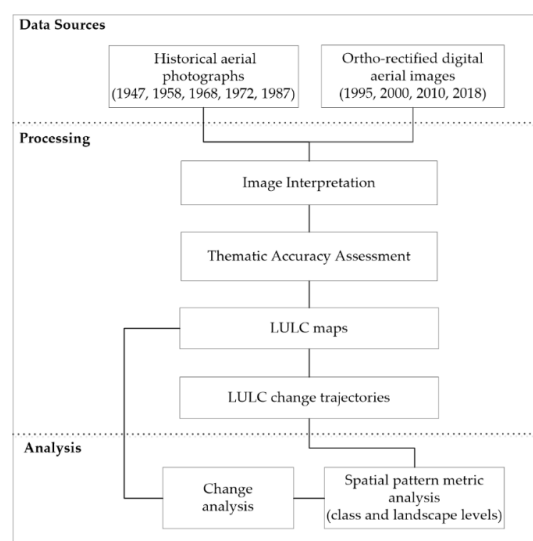 Data Sources
Historical aerial
photographs
(1947, 1958, 1968, 1972, 1987)
Ortho-rectified digital
aerial images
(1995, 2000, 2010, 2018)
Processing
Image Interpretation
Thematic Accuracy Assessment
LULC maps
LULC change trajectories
Analysis
Change
analysis
Spatial pattern metric
analysis
(class and landscape levels)